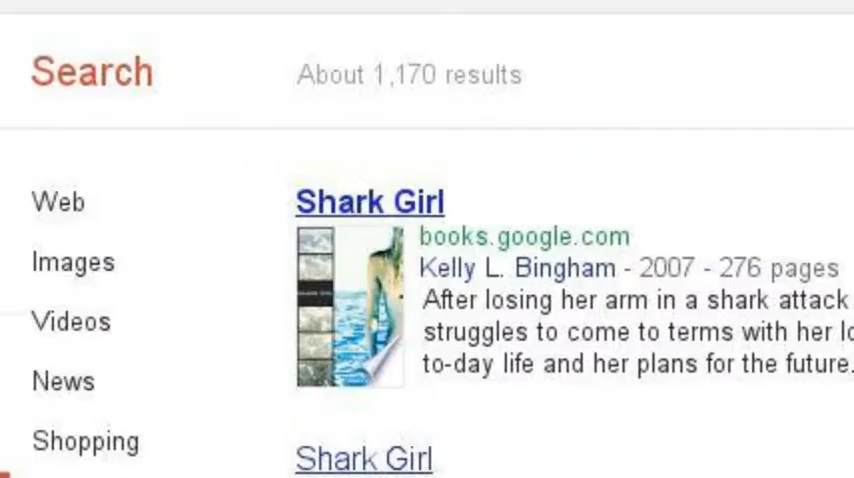 Search
About 1,170 results
Web
Images
Videos
News
Shopping
Shark Girl
books.google.com
Kelly L. Bingham - 2007 - 276 pages
After losing her arm in a shark attack
struggles to come to terms with her
to-day life and her plans for the future.
Shark Girl